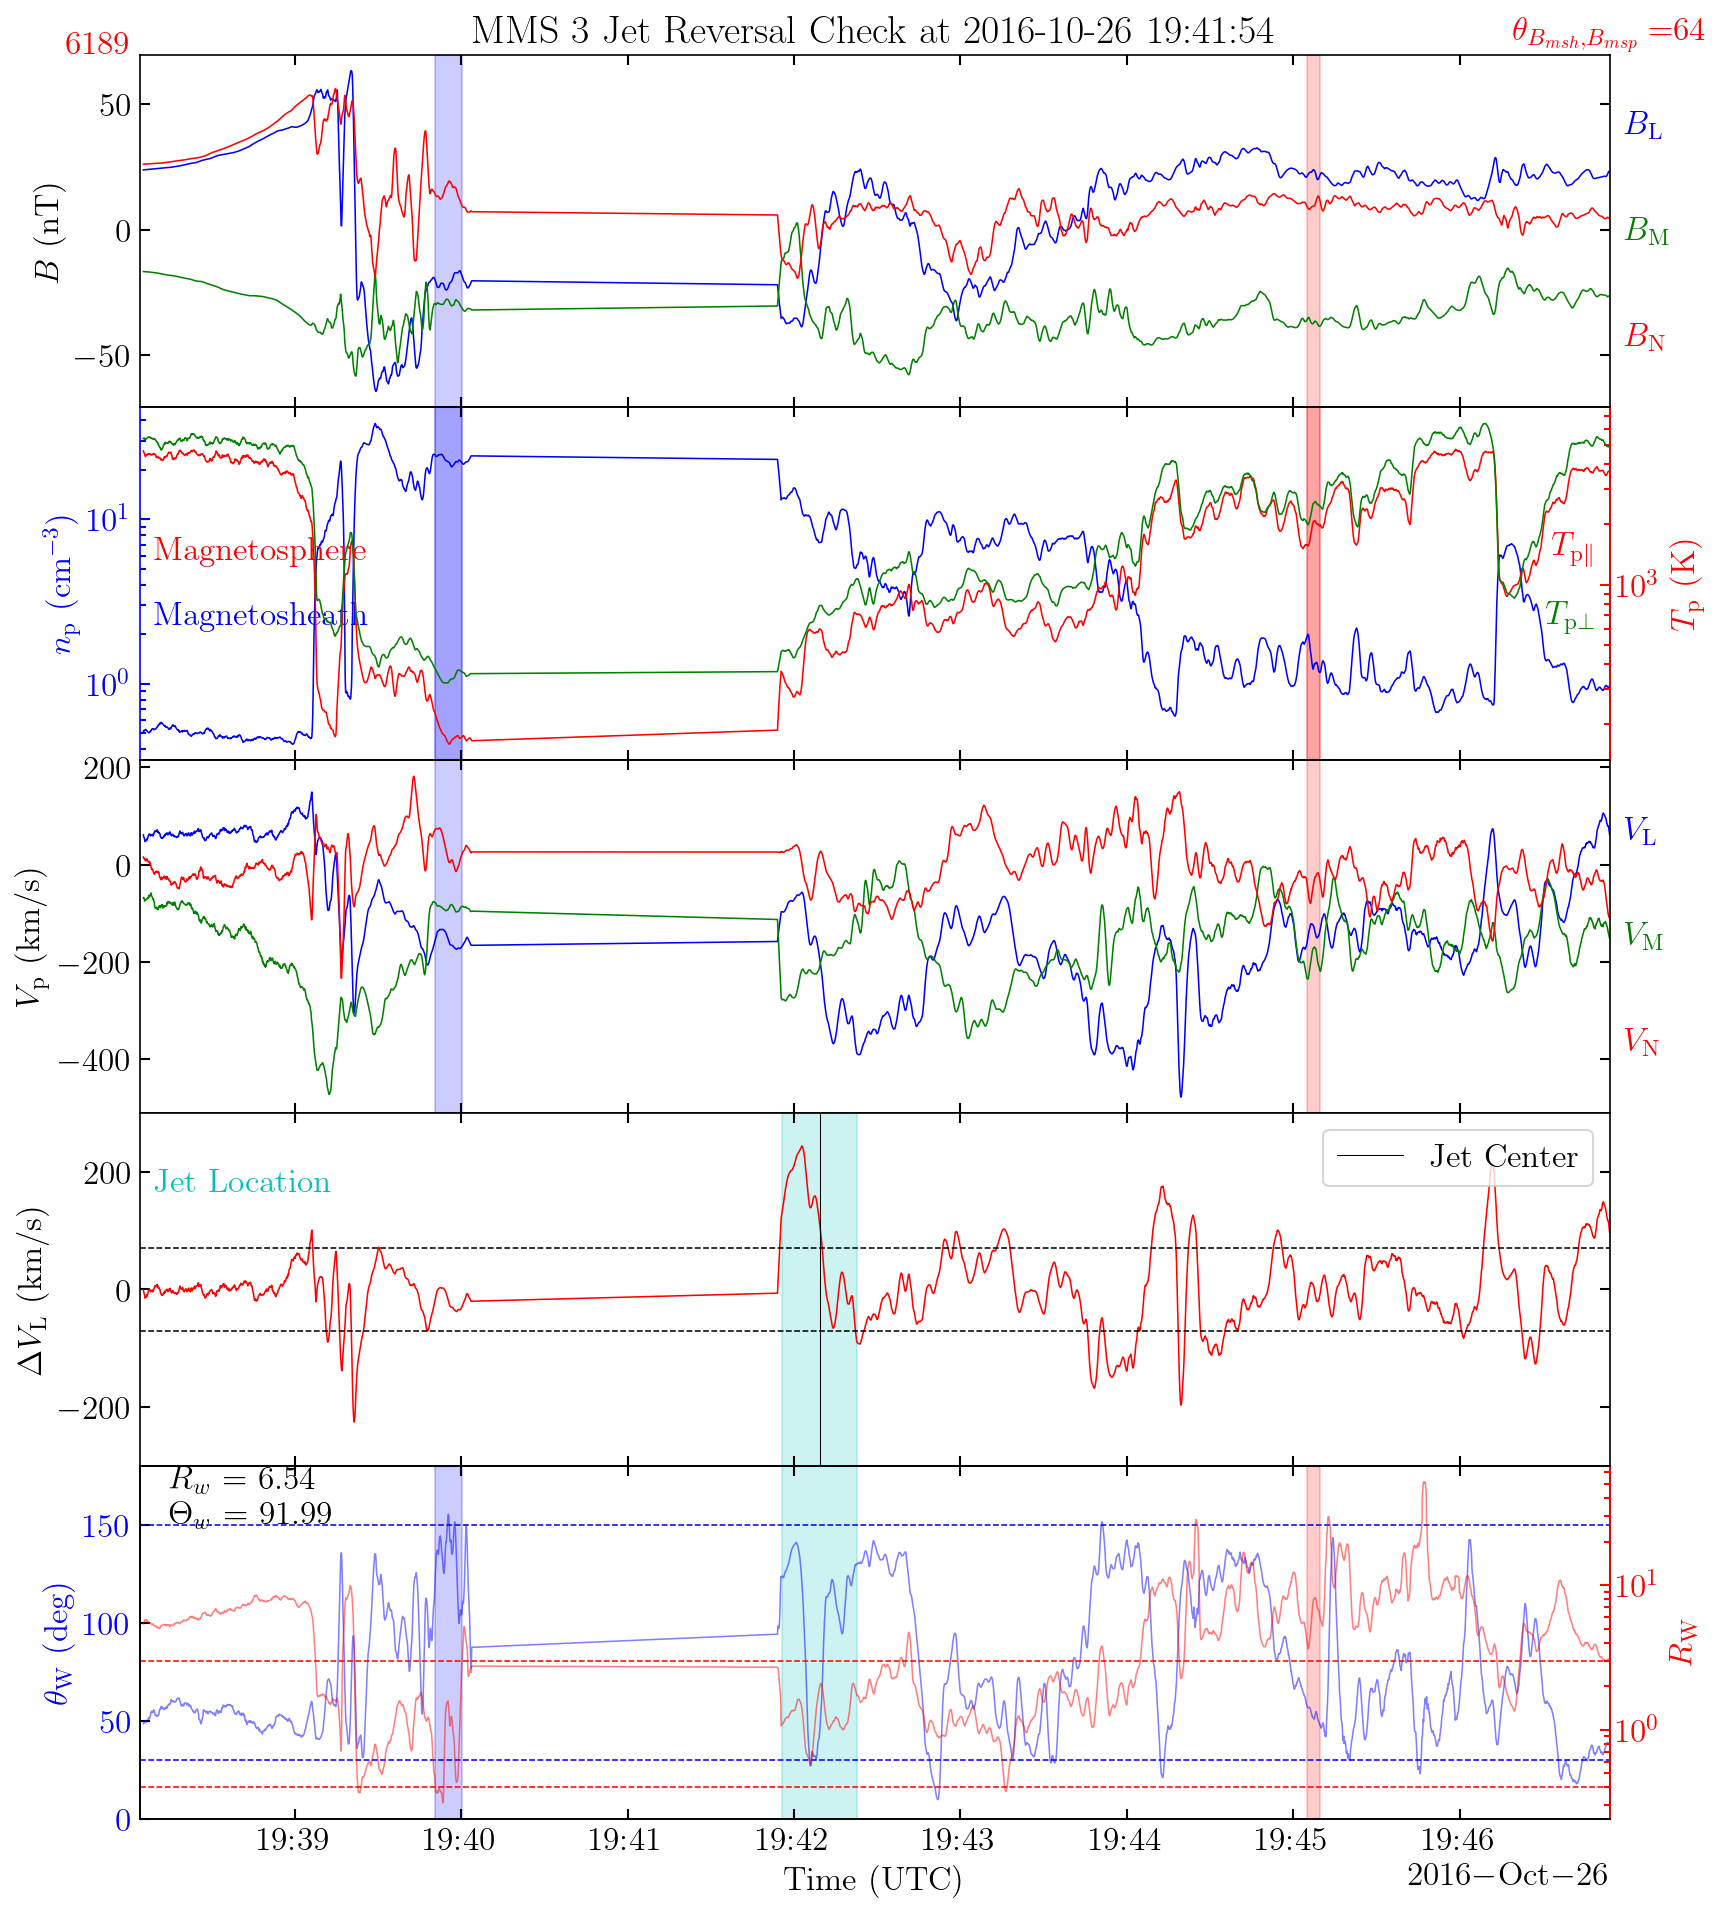 MMS 3 Jet Reversal Check at 2016-10-26 19:41:54
6189
θ_{B_{msh},B_{msp}} =64
50
0
−50
B (nT)
B_L
B_M
B_N
10^1
10^0
n_p (cm^{−3})
Magnetosphere
Magnetosheath
T_{p∥}
T_{p⊥}
10^3
T_p (K)
200
0
−200
−400
V_p (km/s)
V_L
V_M
V_N
200
0
−200
ΔV_L (km/s)
Jet Location
Jet Center
R_w = 6.54
Θ_w = 91.99
150
100
50
0
θ_W (deg)
10^1
10^0
R_W
19:39 19:40 19:41 19:42 19:43 19:44 19:45 19:46
Time (UTC)
2016−Oct−26